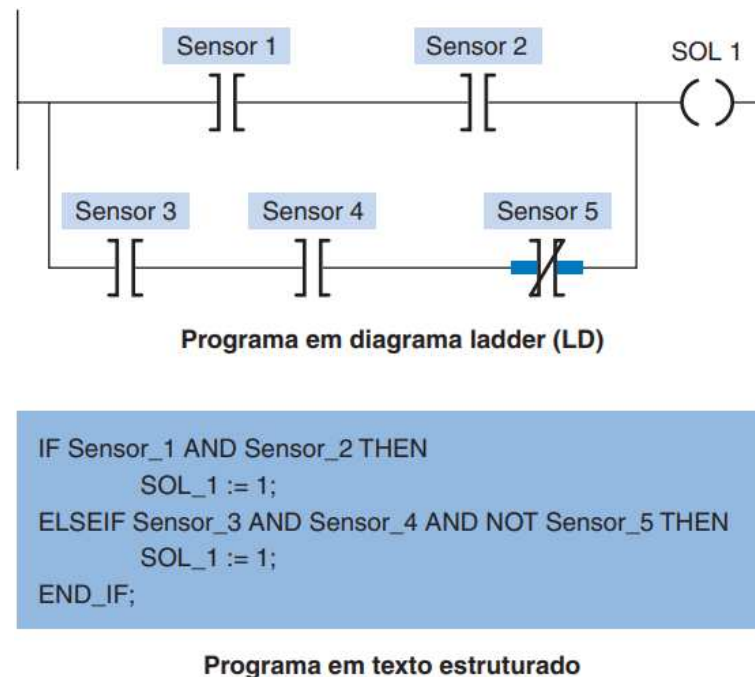 Sensor 1
Sensor 2
SOL 1
Sensor 3
Sensor 4
Sensor 5
Programa em diagrama ladder (LD)
IF Sensor_1 AND Sensor_2 THEN
SOL_1 := 1;
ELSEIF Sensor_3 AND Sensor_4 AND NOT Sensor_5 THEN
SOL_1 := 1;
END_IF;
Programa em texto estruturado